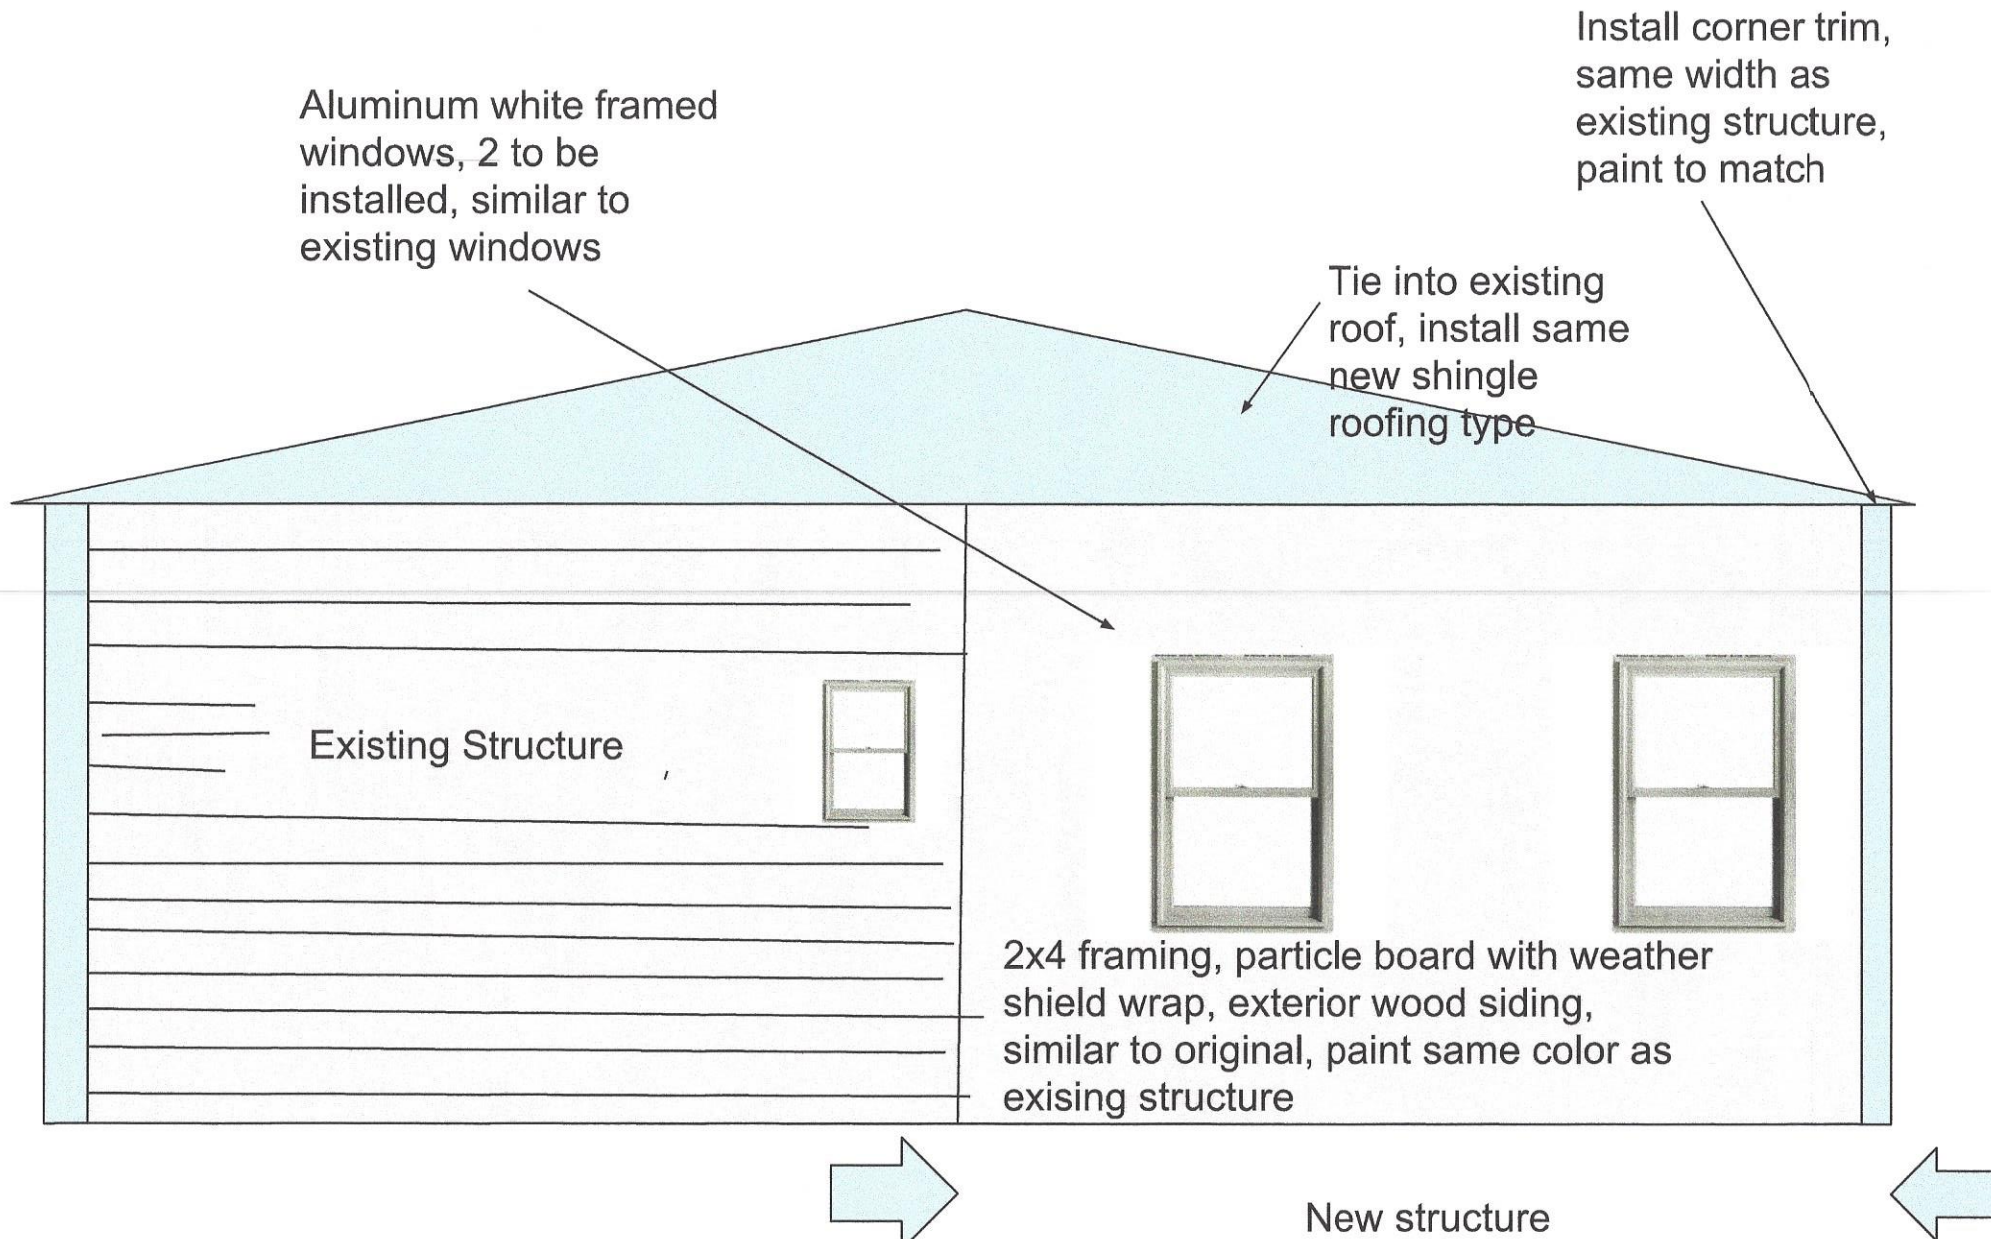 Install corner trim,
same width as
existing structure,
paint to match
Aluminum white framed
windows, 2 to be
installed, similar to
existing windows
Tie into existing
roof, install same
new shingle
roofing type
Existing Structure
2x4 framing, particle board with weather
shield wrap, exterior wood siding,
similar to original, paint same color as
exising structure
New structure